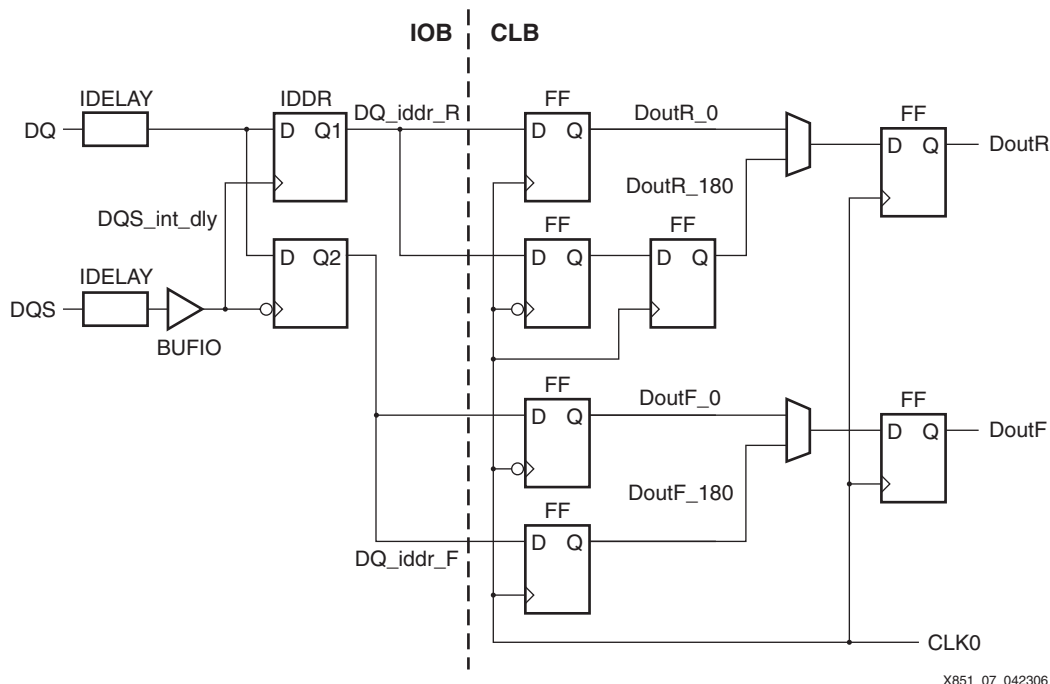 IOB CLB
IDELAY IDDR FF
DQ D Q1 DQ_iddr_R D Q DoutR_0 FF
D Q DoutR
DoutR_180
DQS_int_dly FF FF
D Q2 D Q D Q
IDELAY
DQS
BUFIO
FF
D Q DoutF_0 FF
D Q DoutF
DoutF_180
FF
D Q
DQ_iddr_F
CLK0
X851_07_042306